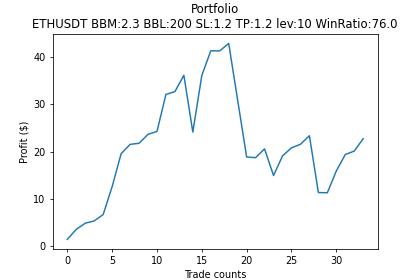 Portfolio
ETHUSDT BBM:2.3 BBL:200 SL:1.2 TP:1.2 lev:10 WinRatio:76.0
40
30
20
10
0
Profit ($)
0 5 10 15 20 25 30
Trade counts